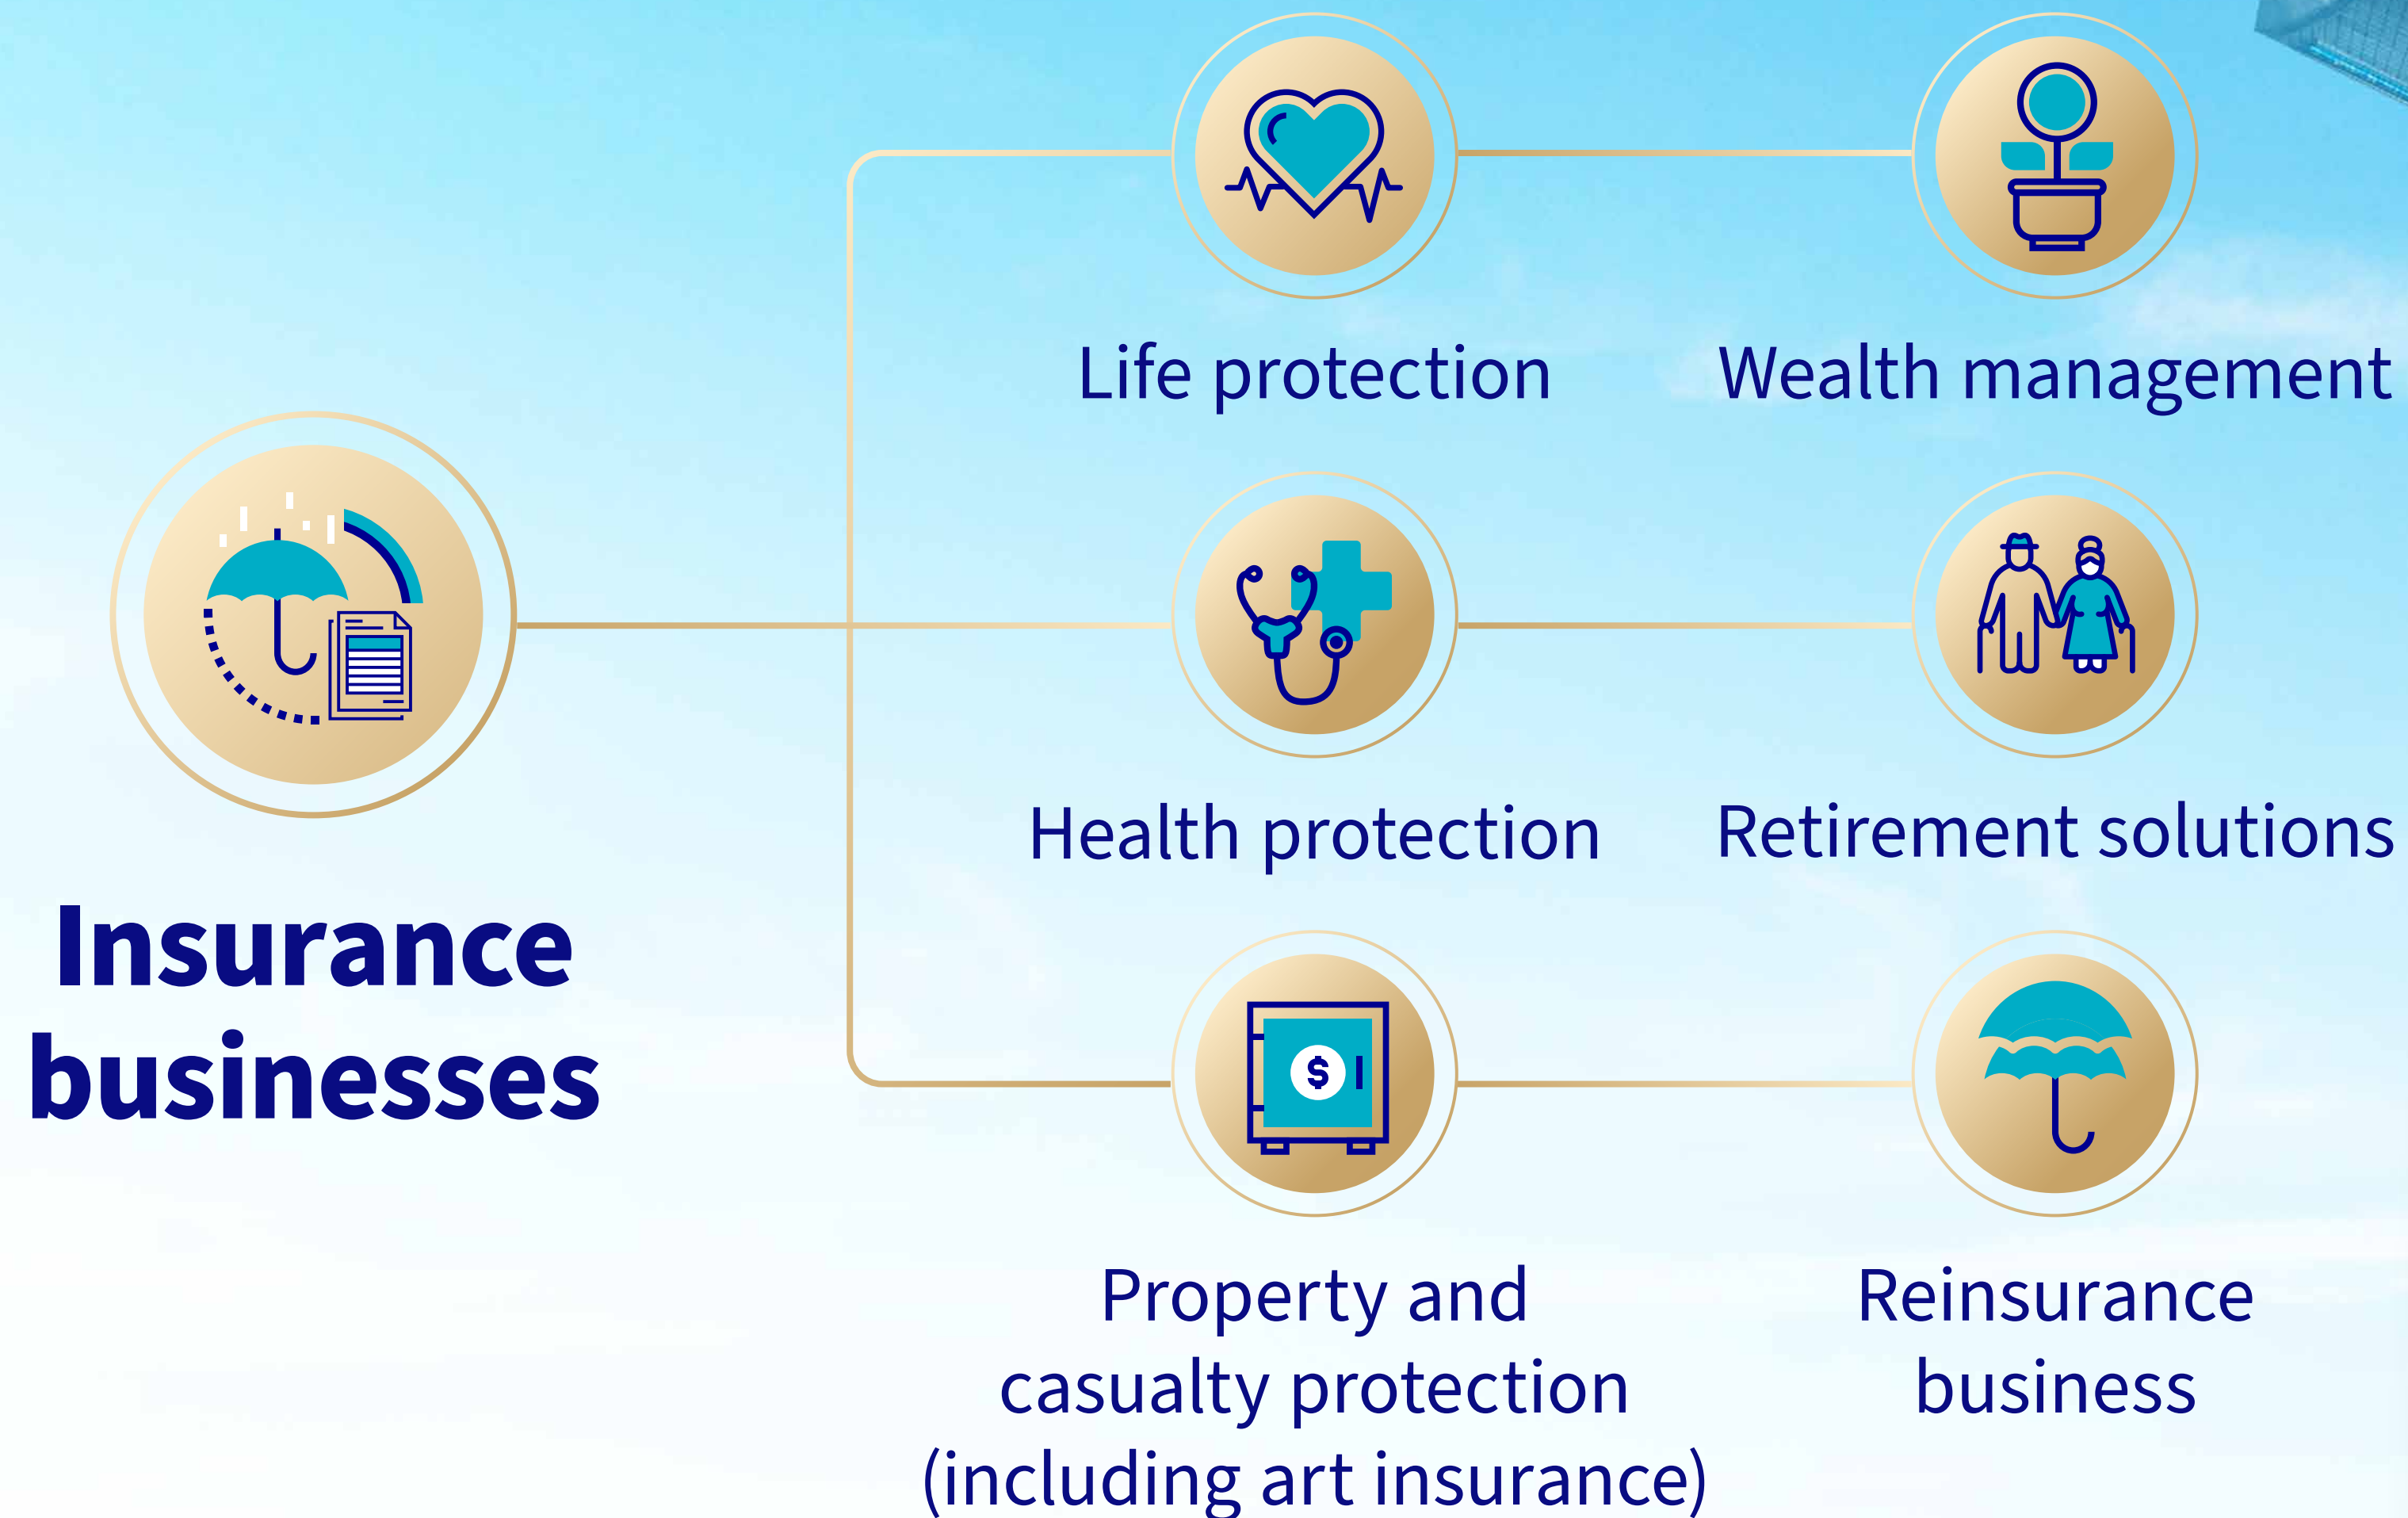 Life protection
Wealth management
Insurance
businesses
Health protection
Retirement solutions
Property and
casualty protection
(including art insurance)
Reinsurance
business
$